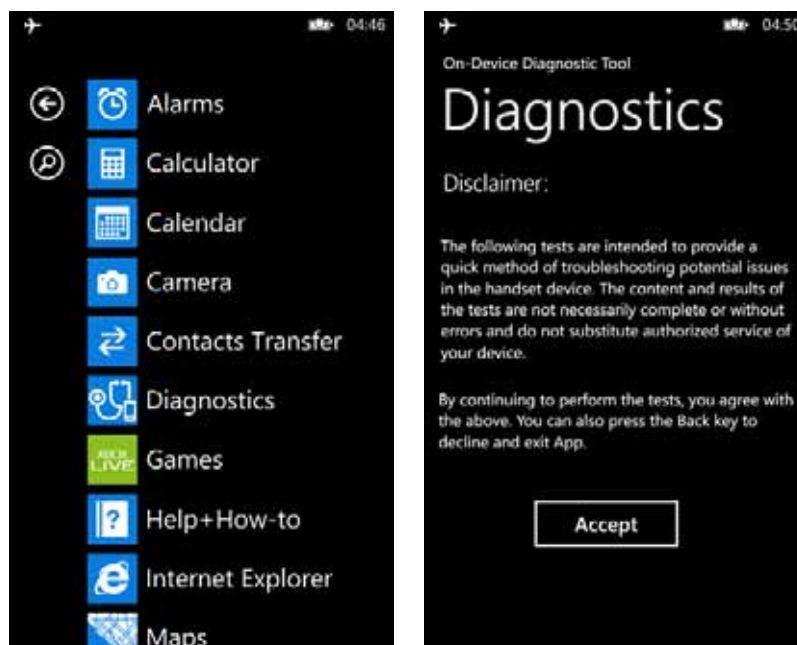 04:46
Alarms
Calculator
Calendar
Camera
Contacts Transfer
Diagnostics
XBOX
LIVE
Games
?
Help+How-to
Internet Explorer
Maps
04:50
On-Device Diagnostic Tool
Diagnostics
Disclaimer:
The following tests are intended to provide a
quick method of troubleshooting potential issues
in the handset device. The content and results of
the tests are not necessarily complete or without
errors and do not substitute authorized service of
your device.
By continuing to perform the tests, you agree with
the above. You can also press the Back key to
decline and exit App.
Accept